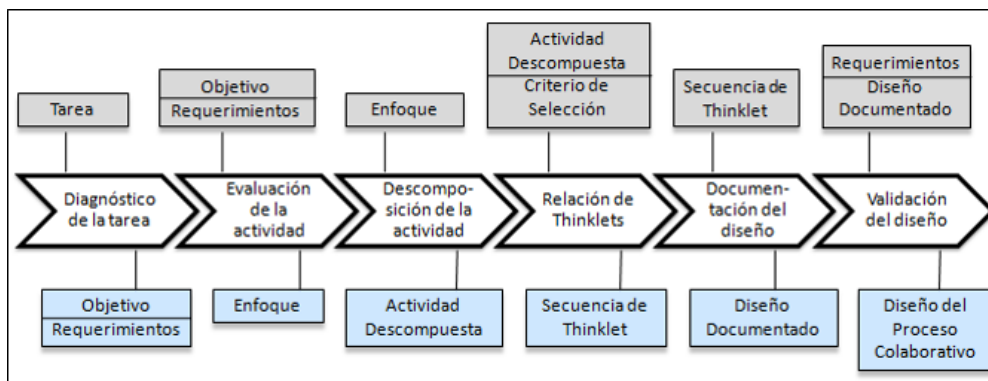 Tarea
Objetivo
Requerimientos
Enfoque
Actividad
Descompuesta
Criterio de
Selección
Secuencia de
Thinklet
Requerimientos
Diseño
Documentado
Diagnóstico
de la tarea
Evaluación
de la
actividad
Descompo-
sición de la
actividad
Relación de
Thinklets
Documen-
tación del
diseño
Validación
del diseño
Objetivo
Requerimientos
Enfoque
Actividad
Descompuesta
Secuencia de
Thinklet
Diseño
Documentado
Diseño del
Proceso
Colaborativo